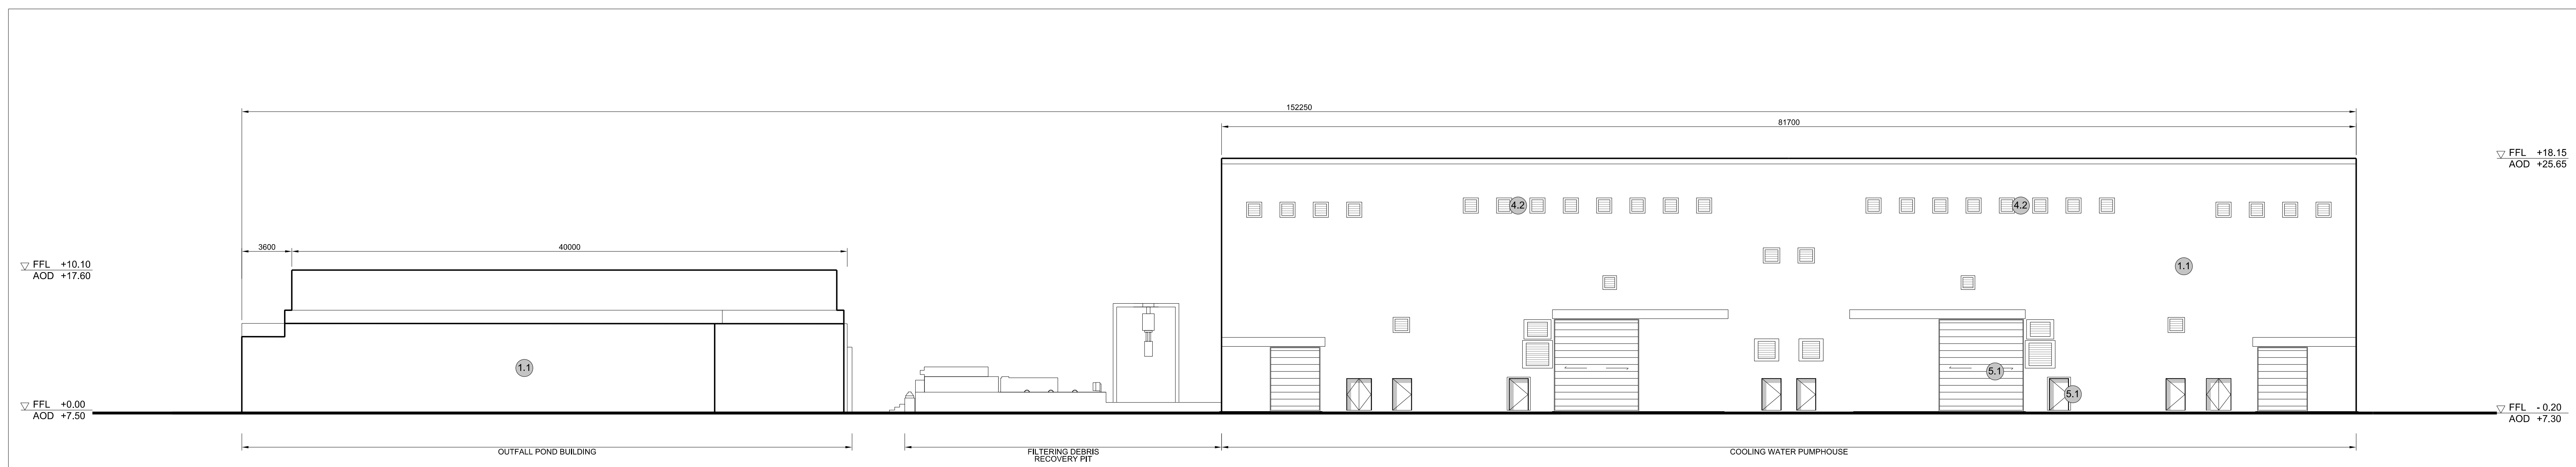 152250
81700
FFL +18.15
AOD +25.65
4.2
4.2
3600
40000
FFL +10.10
AOD +17.60
1.1
1.1
5.1
5.1
FFL +0.00
AOD +7.50
FFL - 0.20
AOD +7.30
OUTFALL POND BUILDING
FILTERING DEBRIS
RECOVERY PIT
COOLING WATER PUMPHOUSE